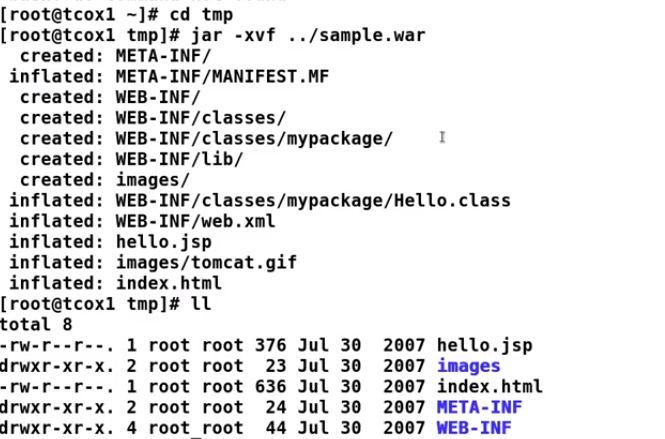 [root@tcox1 ~]# cd tmp
[root@tcox1 tmp]# jar -xvf ../sample.war
  created: META-INF/
 inflated: META-INF/MANIFEST.MF
  created: WEB-INF/
  created: WEB-INF/classes/
  created: WEB-INF/classes/mypackage/
  created: WEB-INF/lib/
  created: images/
 inflated: WEB-INF/classes/mypackage/Hello.class
 inflated: WEB-INF/web.xml
 inflated: hello.jsp
 inflated: images/tomcat.gif
 inflated: index.html
[root@tcox1 tmp]# ll
total 8
-rw-r--r--. 1 root root 376 Jul 30  2007 hello.jsp
drwxr-xr-x. 2 root root  23 Jul 30  2007 images
-rw-r--r--. 1 root root 636 Jul 30  2007 index.html
drwxr-xr-x. 2 root root  24 Jul 30  2007 META-INF
drwxr-xr-x. 4 root root  44 Jul 30  2007 WEB-INF